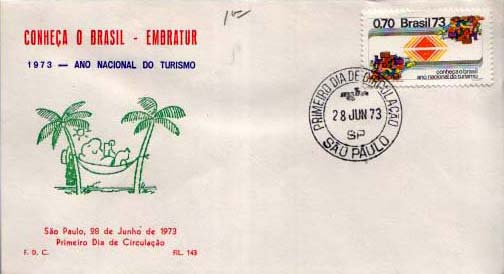 CONHEÇA O BRASIL - EMBRATUR
1973 — ANO NACIONAL DO TURISMO
São Paulo, 28 de Junho de 1973
Primeiro Dia de Circulação
F. D. C. FIL. 143
0,70 Brasil 73
conheça o brasil
ano nacional do turismo
PRIMEIRO DIA DE CIRCULAÇÃO
28 JUN 73
SP
SÃO PAULO